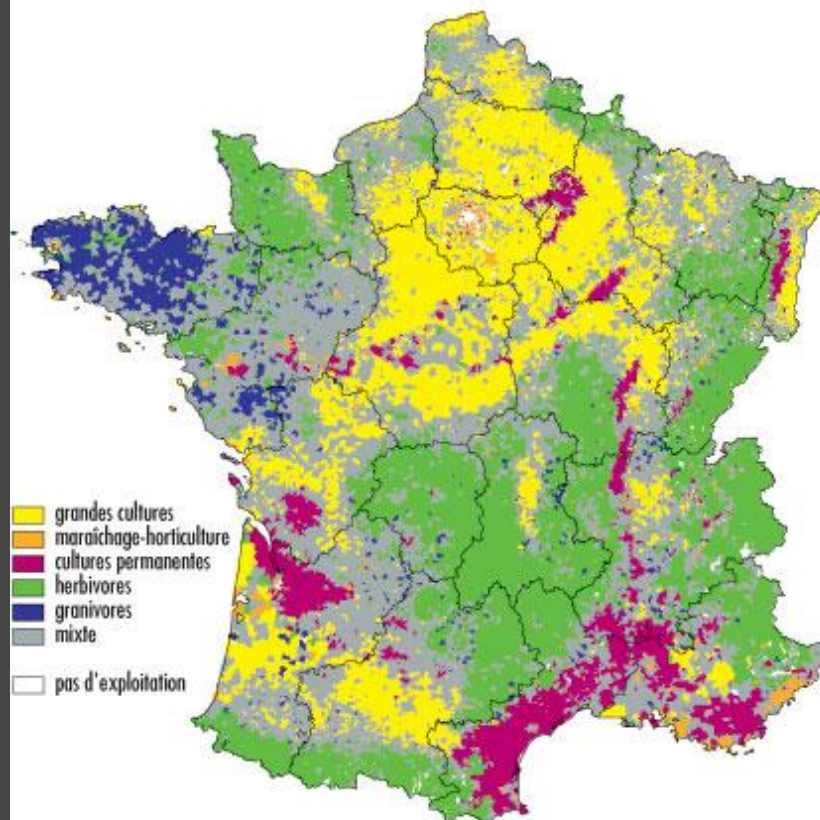 grandes cultures
maraîchage-horticulture
cultures permanentes
herbivores
granivores
mixte
pas d'exploitation